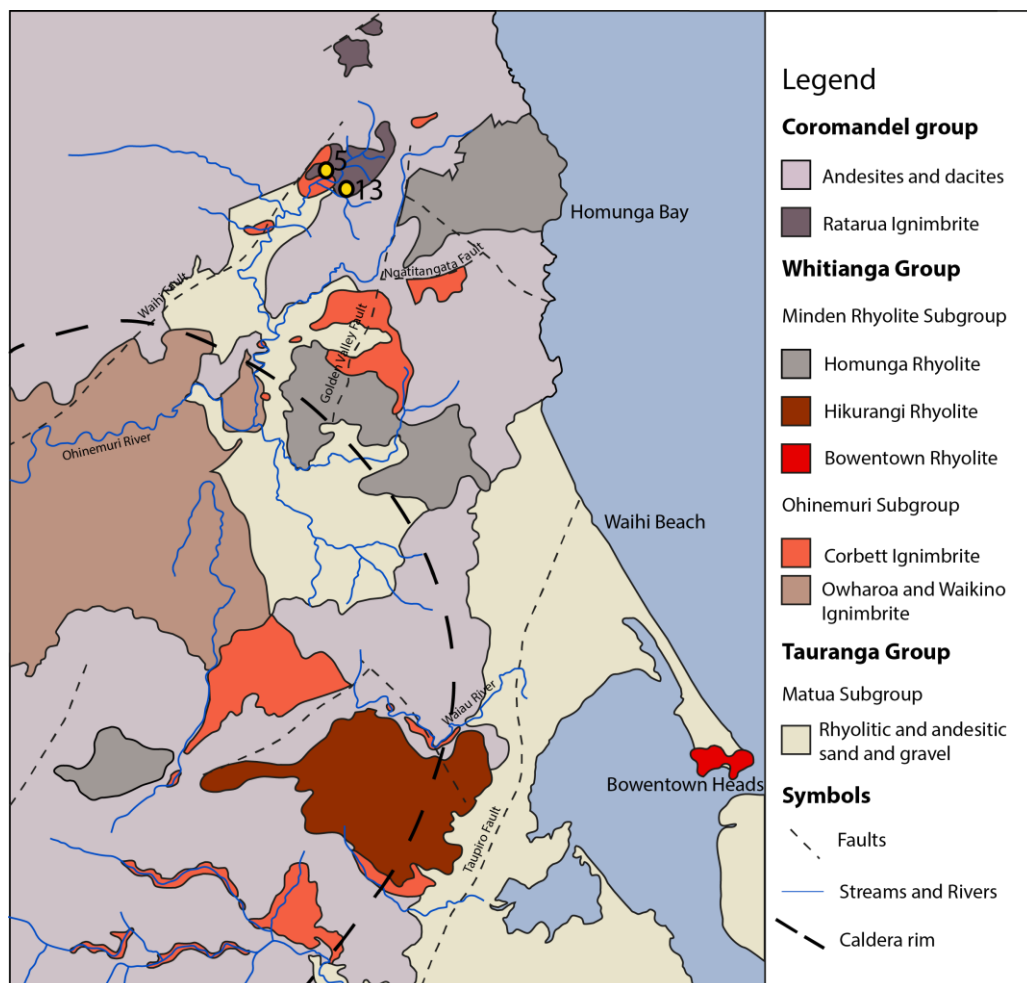 5
13
Homunga Bay
Ngatitangata Fault
Waihi Fault
Golden Valley Fault
Ohinemuri River
Waihi Beach
Waiau River
Bowentown Heads
Taupiro Fault
Legend
Coromandel group
Andesites and dacites
Ratarua Ignimbrite
Whitianga Group
Minden Rhyolite Subgroup
Homunga Rhyolite
Hikurangi Rhyolite
Bowentown Rhyolite
Ohinemuri Subgroup
Corbett Ignimbrite
Owharoa and Waikino
Ignimbrite
Tauranga Group
Matua Subgroup
Rhyolitic and andesitic
sand and gravel
Symbols
Faults
Streams and Rivers
Caldera rim